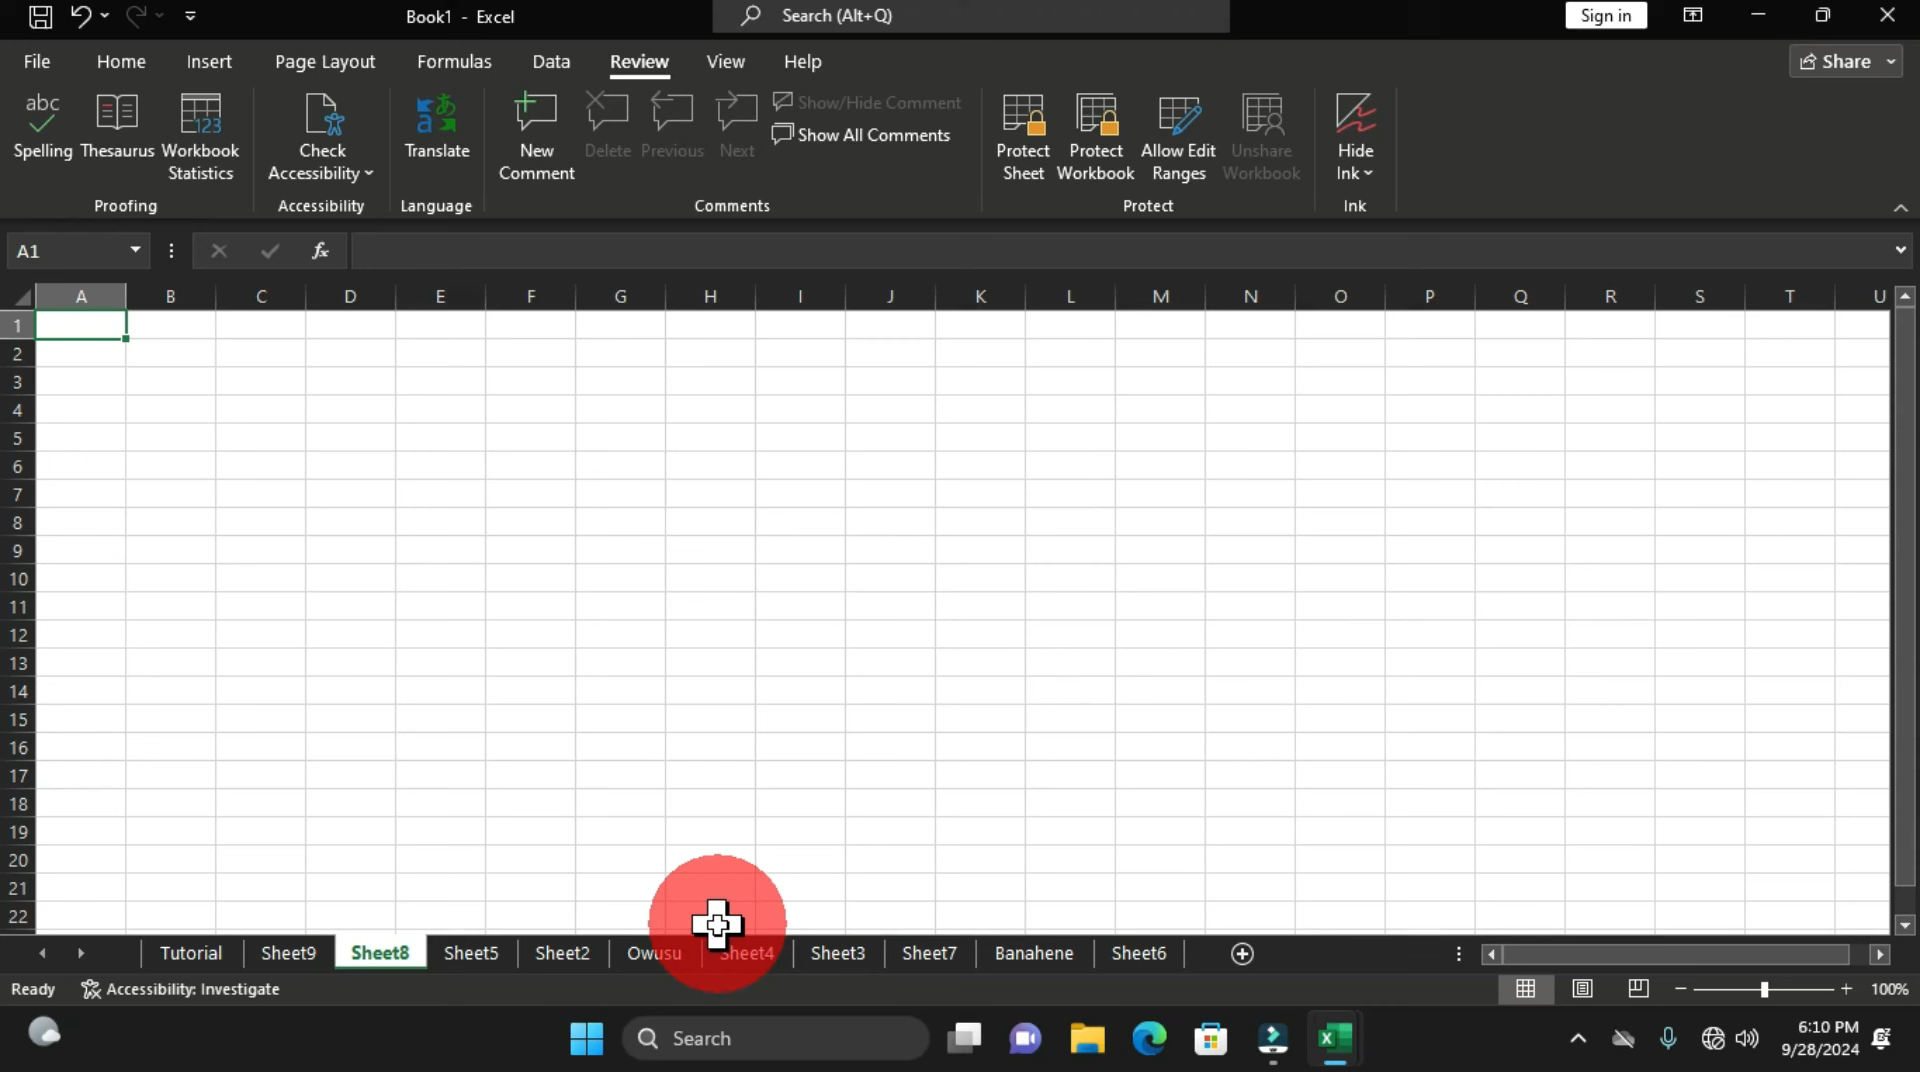 Book1 - Excel
Search (Alt+Q)
Sign in
File Home Insert Page Layout Formulas Data Review View Help
Share
abc
Spelling
Thesaurus
123
Workbook Statistics
Check Accessibility
a あ
Translate
New Comment
Delete
Previous
Next
Show/Hide Comment
Show All Comments
Protect Sheet
Protect Workbook
Allow Edit Ranges
Unshare Workbook
Hide Ink
Proofing
Accessibility
Language
Comments
Protect
Ink
A1
fx
A B C D E F G H I J K L M N O P Q R S T U
1
2
3
4
5
6
7
8
9
10
11
12
13
14
15
16
17
18
19
20
21
22
Tutorial Sheet9 Sheet8 Sheet5 Sheet2 Owusu Sheet4 Sheet3 Sheet7 Banahene Sheet6
Ready
Accessibility: Investigate
100%
Search
6:10 PM
9/28/2024